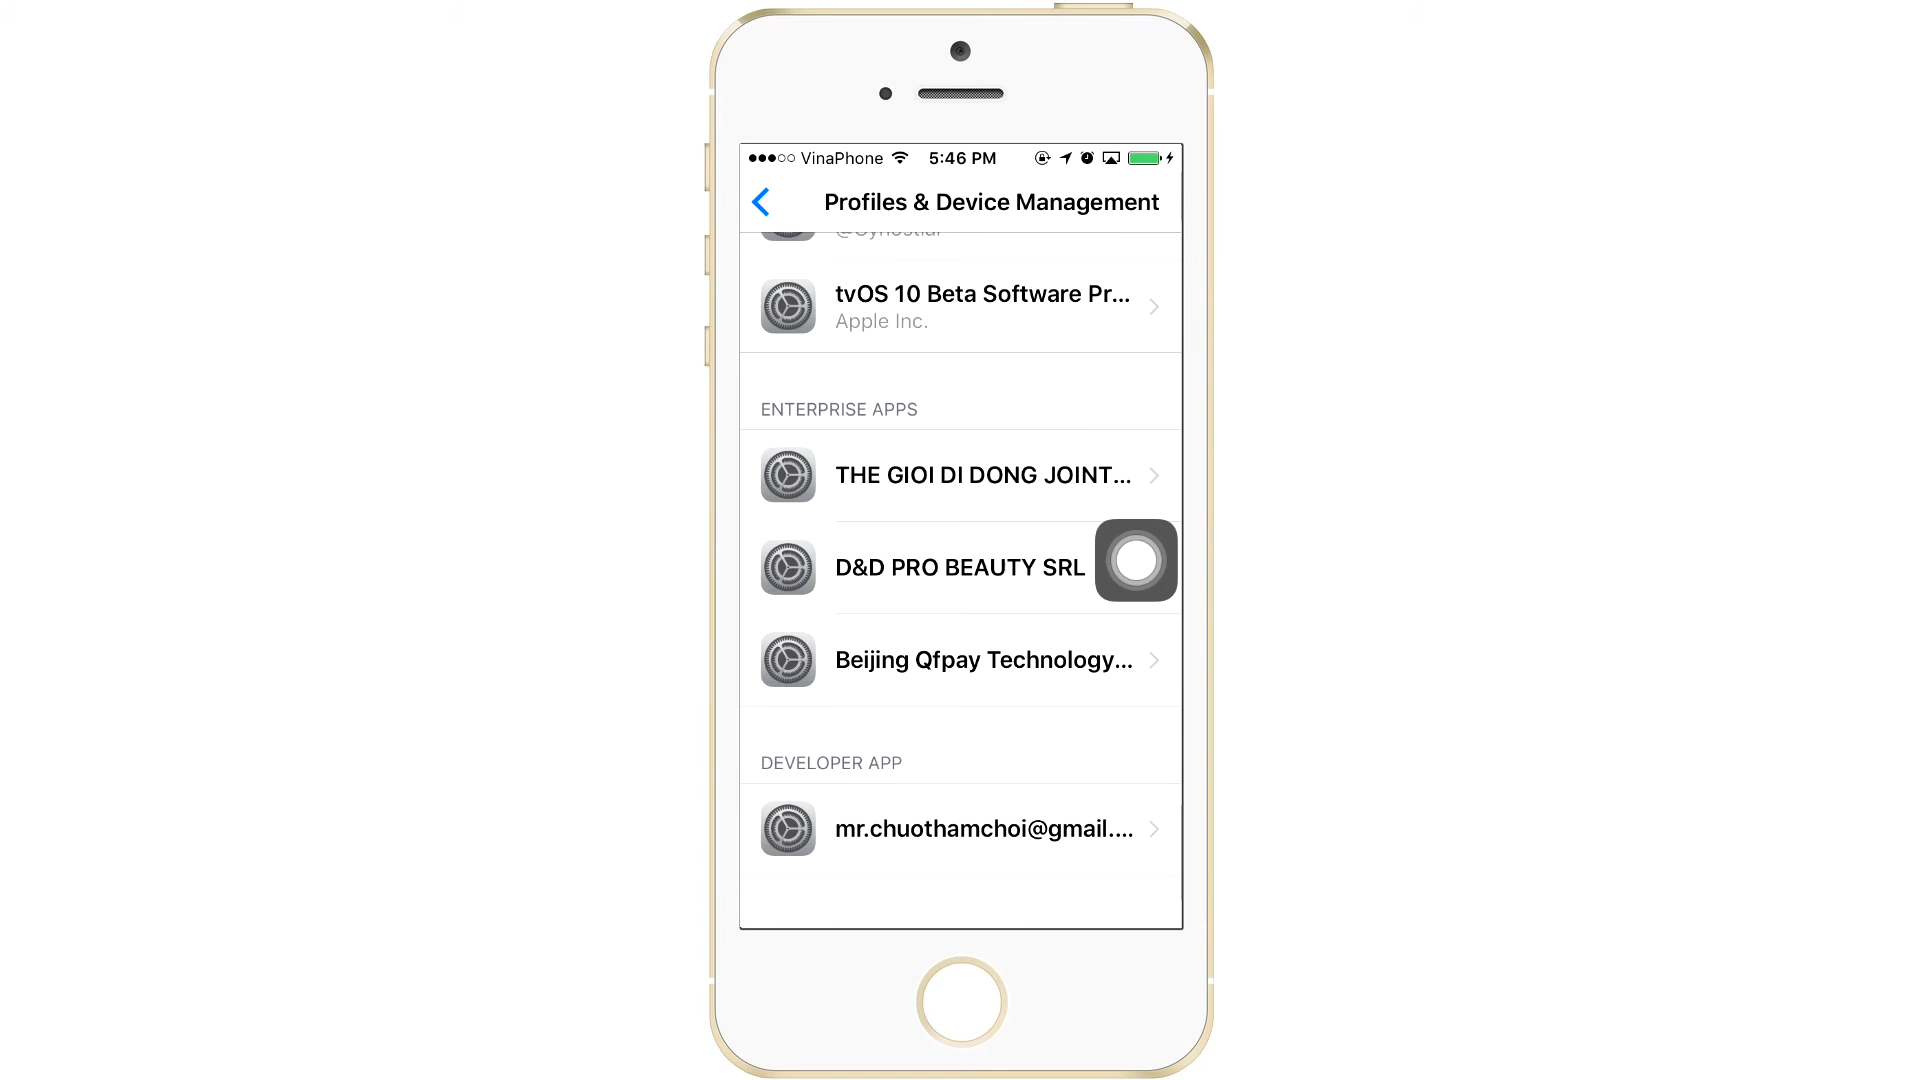 VinaPhone 5:46 PM
Profiles & Device Management
tvOS 10 Beta Software Pr...
Apple Inc.
ENTERPRISE APPS
THE GIOI DI DONG JOINT...
D&D PRO BEAUTY SRL
Beijing Qfpay Technology...
DEVELOPER APP
mr.chuothamchoi@gmail....